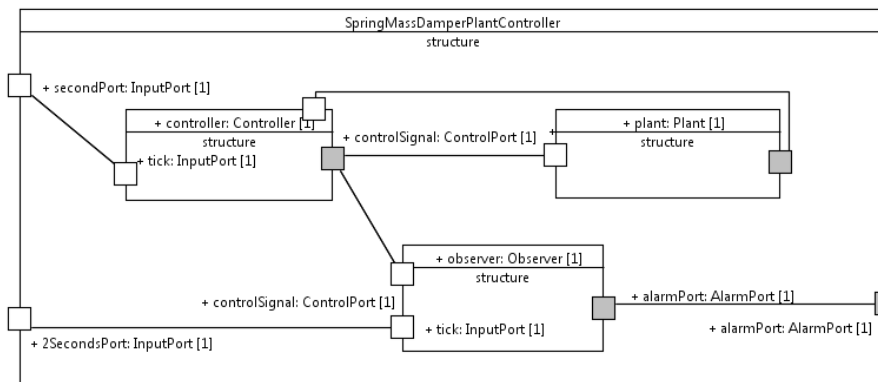 SpringMassDamperPlantController
structure
+ secondPort: InputPort [1]
+ controller: Controller [1]
structure
+ tick: InputPort [1]
+ controlSignal: ControlPort [1]
+
+ plant: Plant [1]
structure
+ observer: Observer [1]
structure
+ controlSignal: ControlPort [1]
+ tick: InputPort [1]
+ alarmPort: AlarmPort [1]
+ alarmPort: AlarmPort [1]
+ 2SecondsPort: InputPort [1]